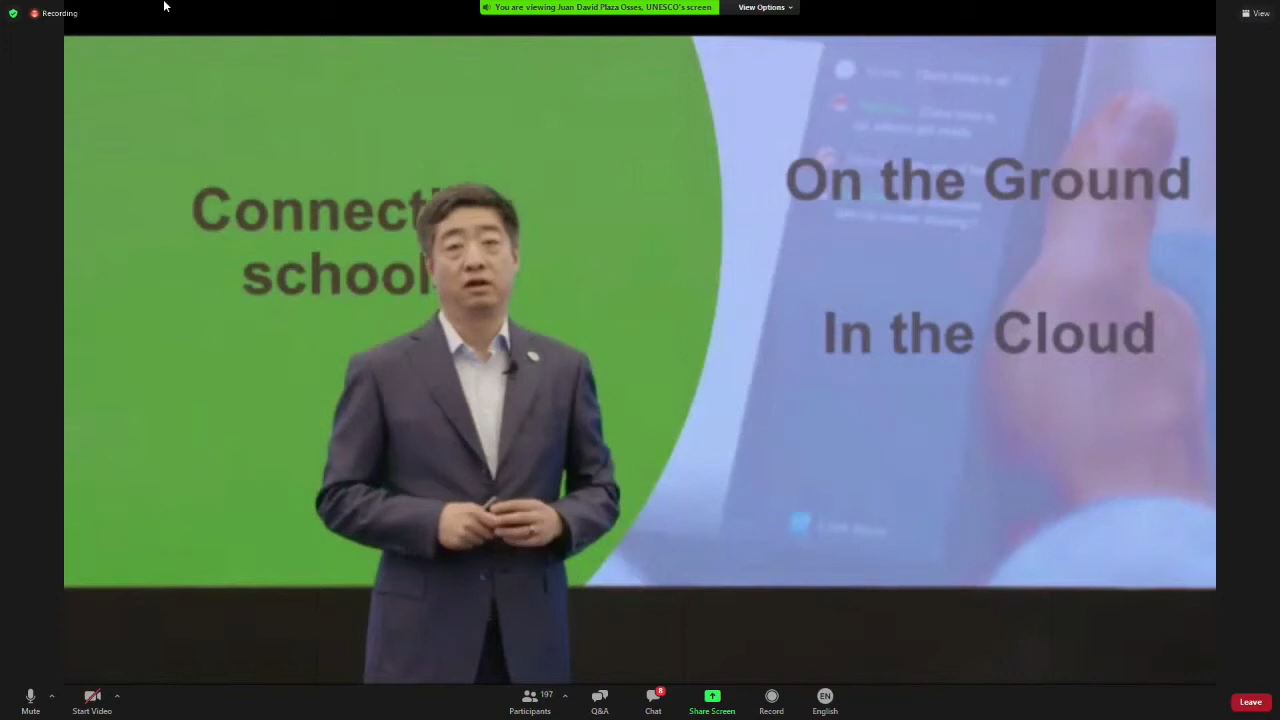 Recording
You are viewing Juan David Plaza Osses, UNESCO's screen
View Options
View
Connecti
school
On the Ground
In the Cloud
Mute
Start Video
Participants
197
Q&A
Chat
8
Share Screen
Record
EN
English
Leave